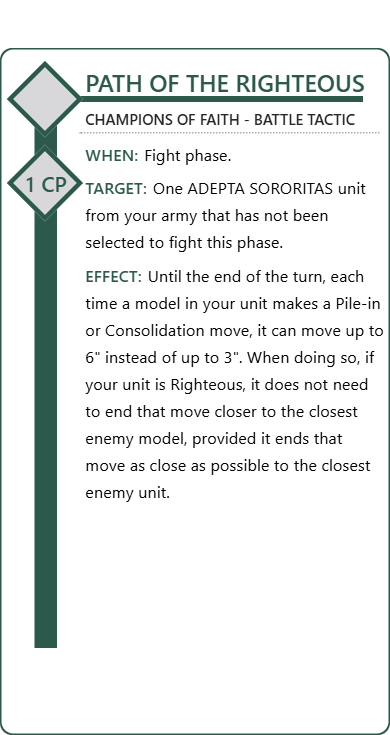 PATH OF THE RIGHTEOUS
CHAMPIONS OF FAITH - BATTLE TACTIC
WHEN: Fight phase.
1 CP
TARGET: One ADEPTA SORORITAS unit
from your army that has not been
selected to fight this phase.
EFFECT: Until the end of the turn, each
time a model in your unit makes a Pile-in
or Consolidation move, it can move up to
6" instead of up to 3". When doing so, if
your unit is Righteous, it does not need
to end that move closer to the closest
enemy model, provided it ends that
move as close as possible to the closest
enemy unit.